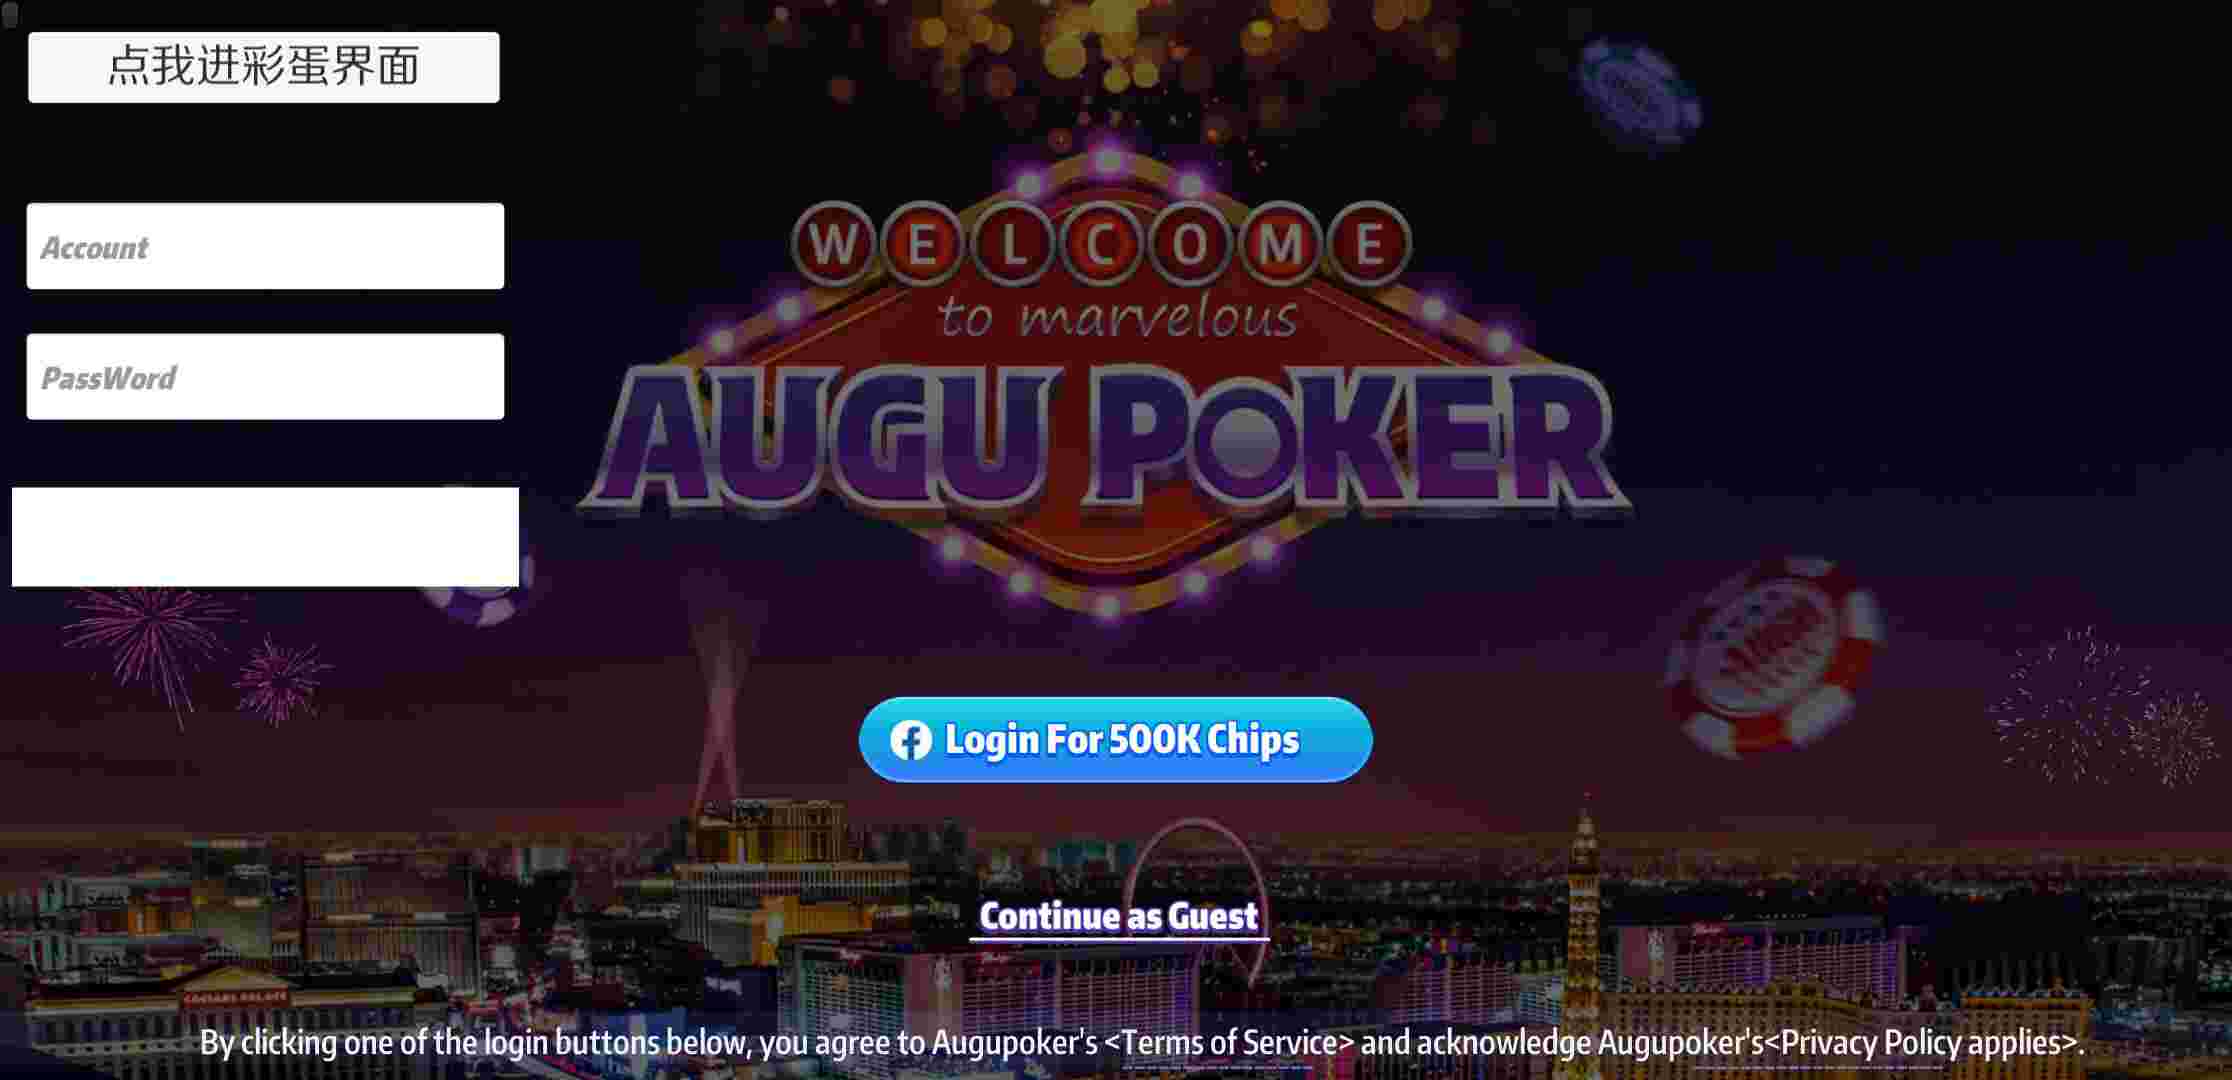 点我进彩蛋界面
Account
PassWord
WELCOME
to marvelous
AUGU POKER
Login For 500K Chips
Continue as Guest
CAESARS PALACE
By clicking one of the login buttons below, you agree to Augupoker's <Terms of Service> and acknowledge Augupoker's<Privacy Policy applies>.